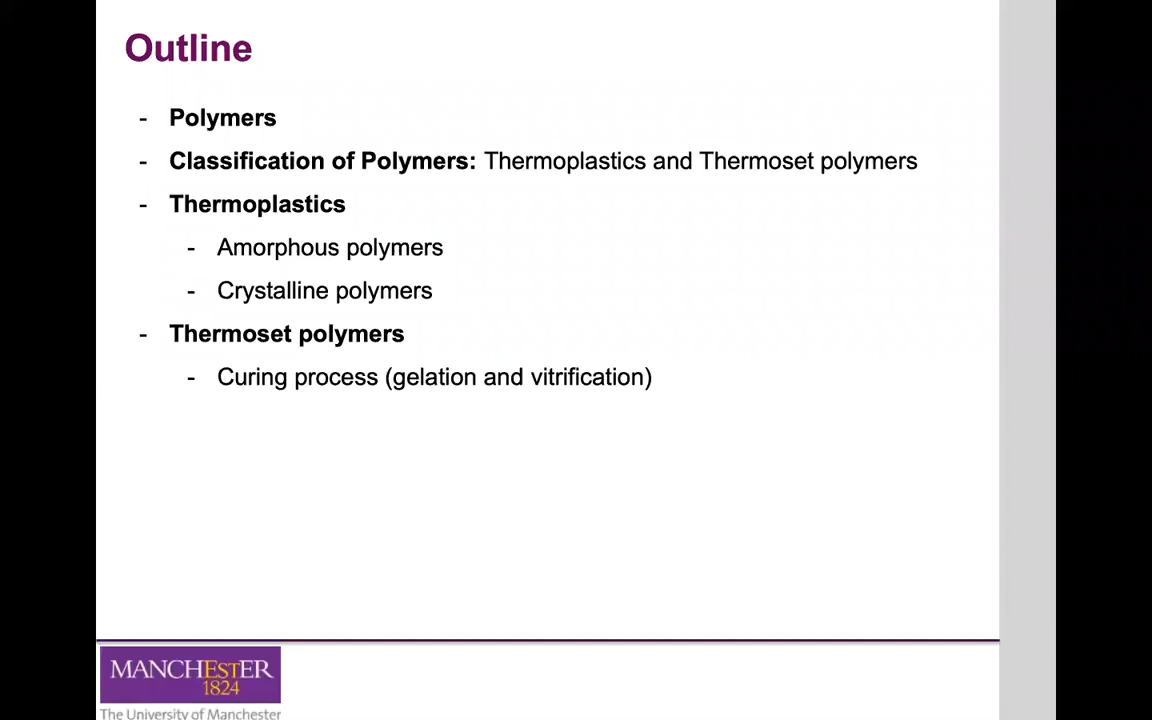 Outline
- Polymers
- Classification of Polymers: Thermoplastics and Thermoset polymers
- Thermoplastics
- Amorphous polymers
- Crystalline polymers
- Thermoset polymers
- Curing process (gelation and vitrification)
MANCHESTER
1824
The University of Manchester